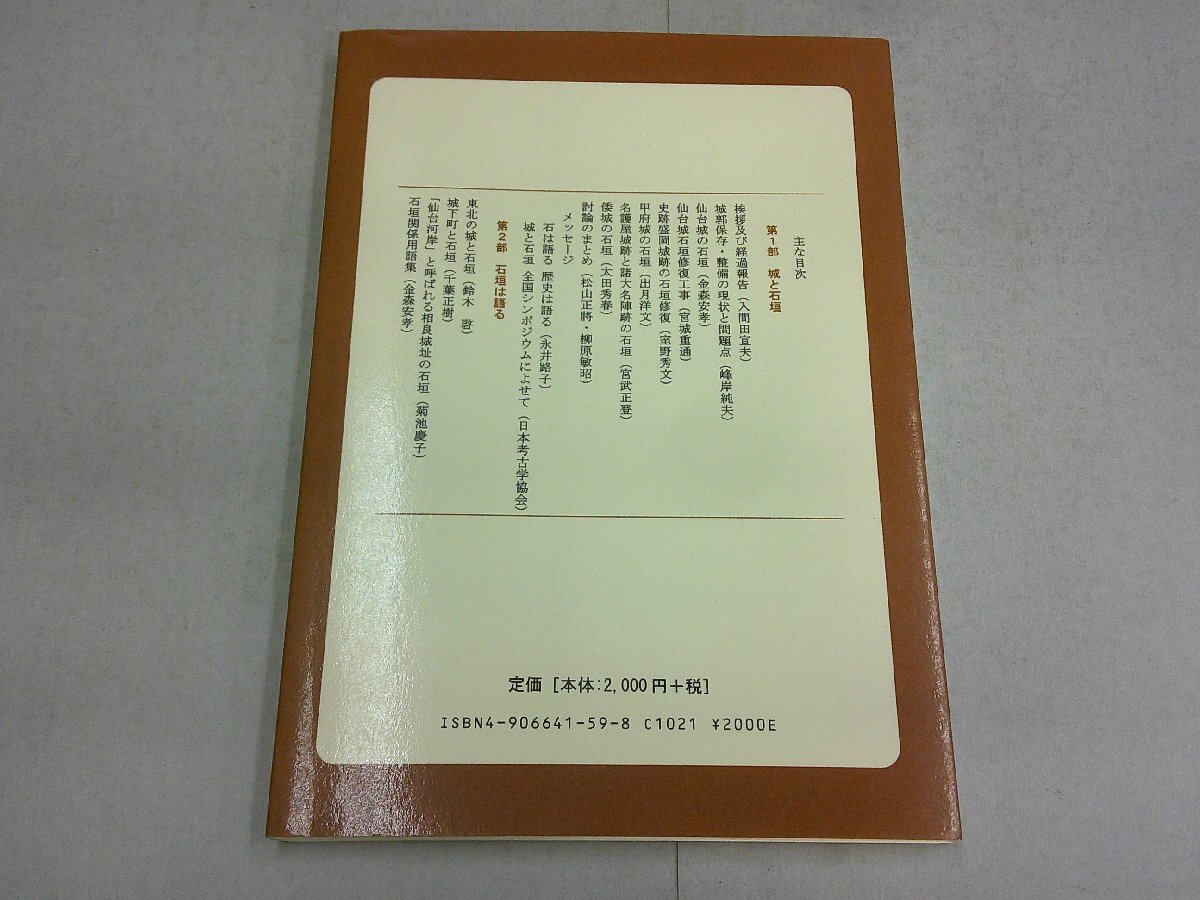 主な目次
第1部 城と石垣
挨拶及び経過報告（入間田宣夫）
城郭保存・整備の現状と問題点（峰岸純夫）
仙台城の石垣（金森安孝）
仙台城石垣修復工事（宮城重通）
史跡盛岡城跡の石垣修復（室野秀文）
甲府城の石垣（出月洋文）
名護屋城跡と諸大名陣跡の石垣（宮武正登）
倭城の石垣（太田秀春）
討論のまとめ（松山正將・柳原敏昭）
メッセージ
石は語る 歴史は語る（永井路子）
城と石垣 全国シンポジウムによせて（日本考古学協会）
第2部 石垣は語る
東北の城と石垣（鈴木 啓）
城下町と石垣（千葉正樹）
「仙台河岸」と呼ばれる相良城址の石垣（菊池慶子）
石垣関係用語集（金森安孝）
定価［本体：2,000円＋税］
ISBN4-906641-59-8 C1021 ¥2000E